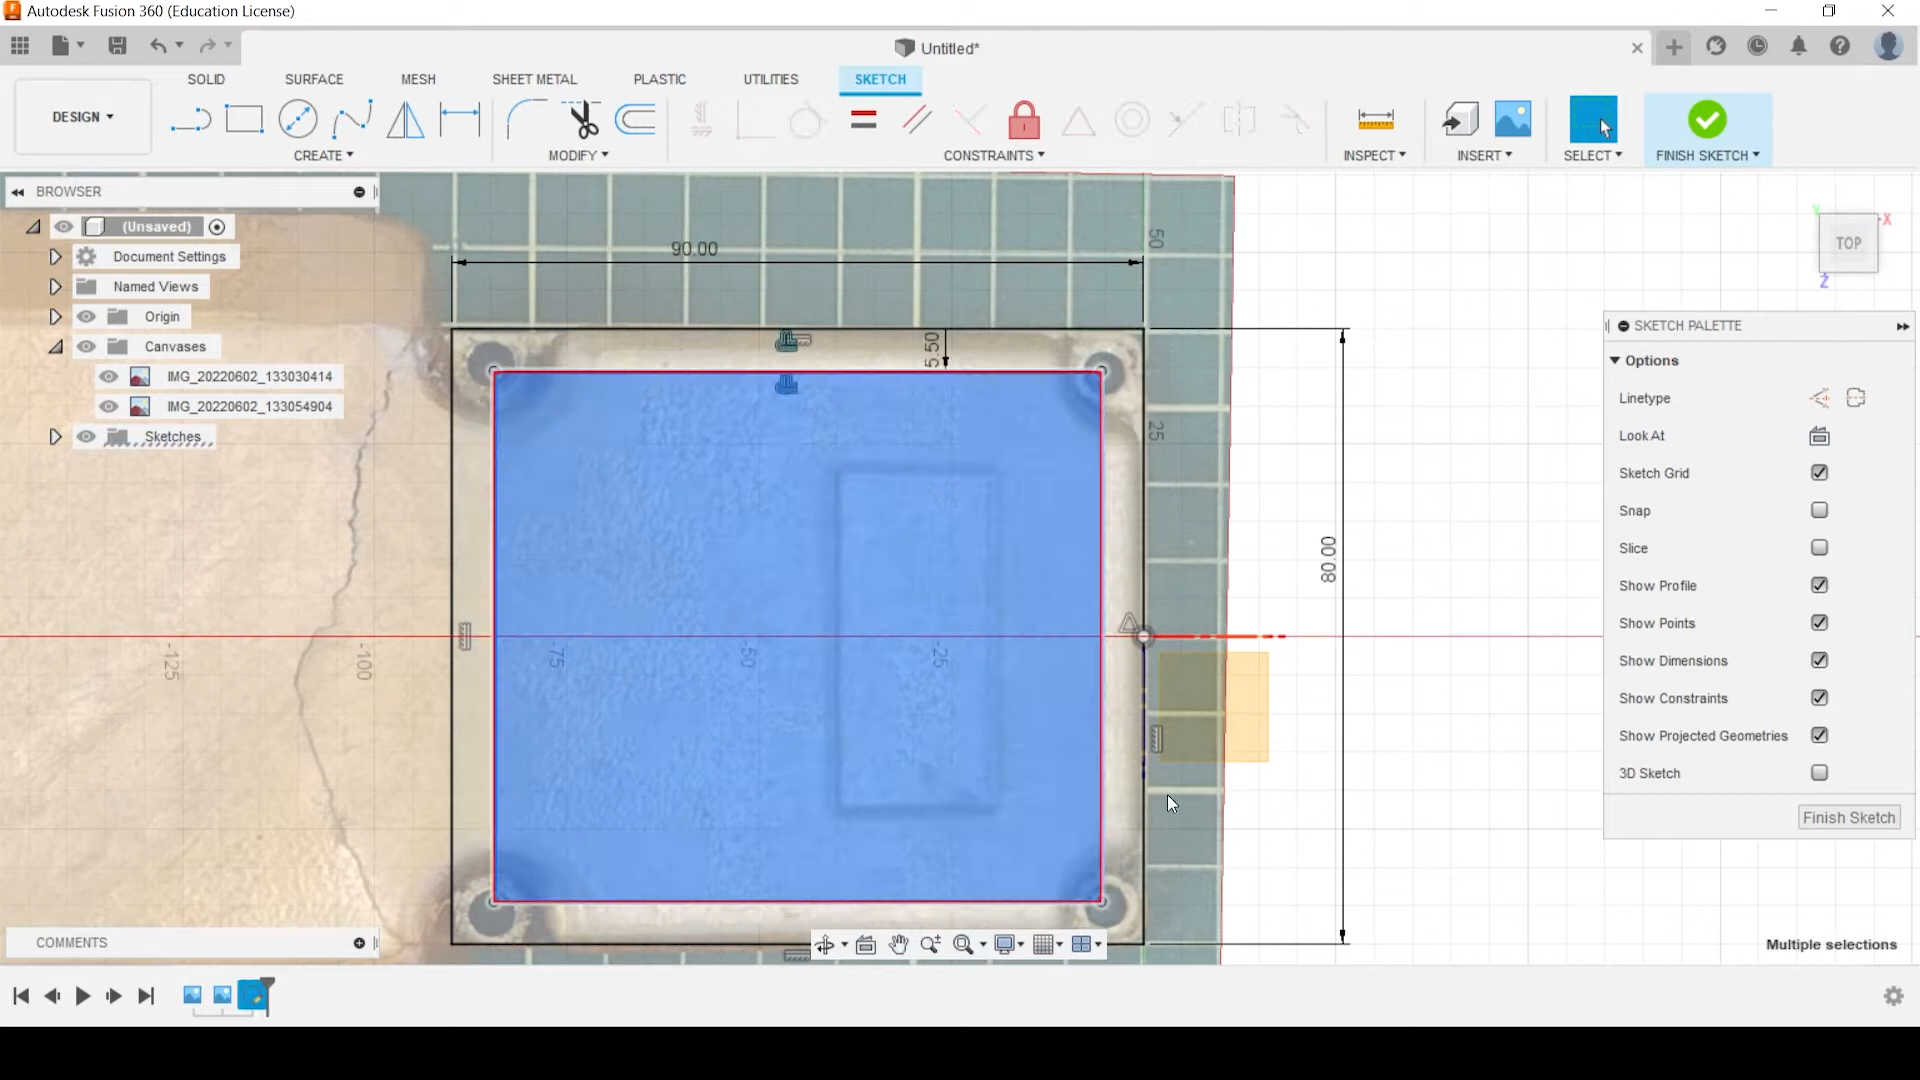 Autodesk Fusion 360 (Education License)
Untitled*
SOLID SURFACE MESH SHEET METAL PLASTIC UTILITIES SKETCH
DESIGN ▾
CREATE ▾ MODIFY ▾ CONSTRAINTS ▾ INSPECT ▾ INSERT ▾ SELECT ▾ FINISH SKETCH ▾
BROWSER
(Unsaved)
Document Settings
Named Views
Origin
Canvases
IMG_20220602_133030414
IMG_20220602_133054904
Sketches
90.00
50
5.50
25
80.00
-125
-100
-75
-50
-25
Y
X
TOP
Z
SKETCH PALETTE
Options
Linetype
Look At
Sketch Grid
Snap
Slice
Show Profile
Show Points
Show Dimensions
Show Constraints
Show Projected Geometries
3D Sketch
Finish Sketch
COMMENTS
Multiple selections